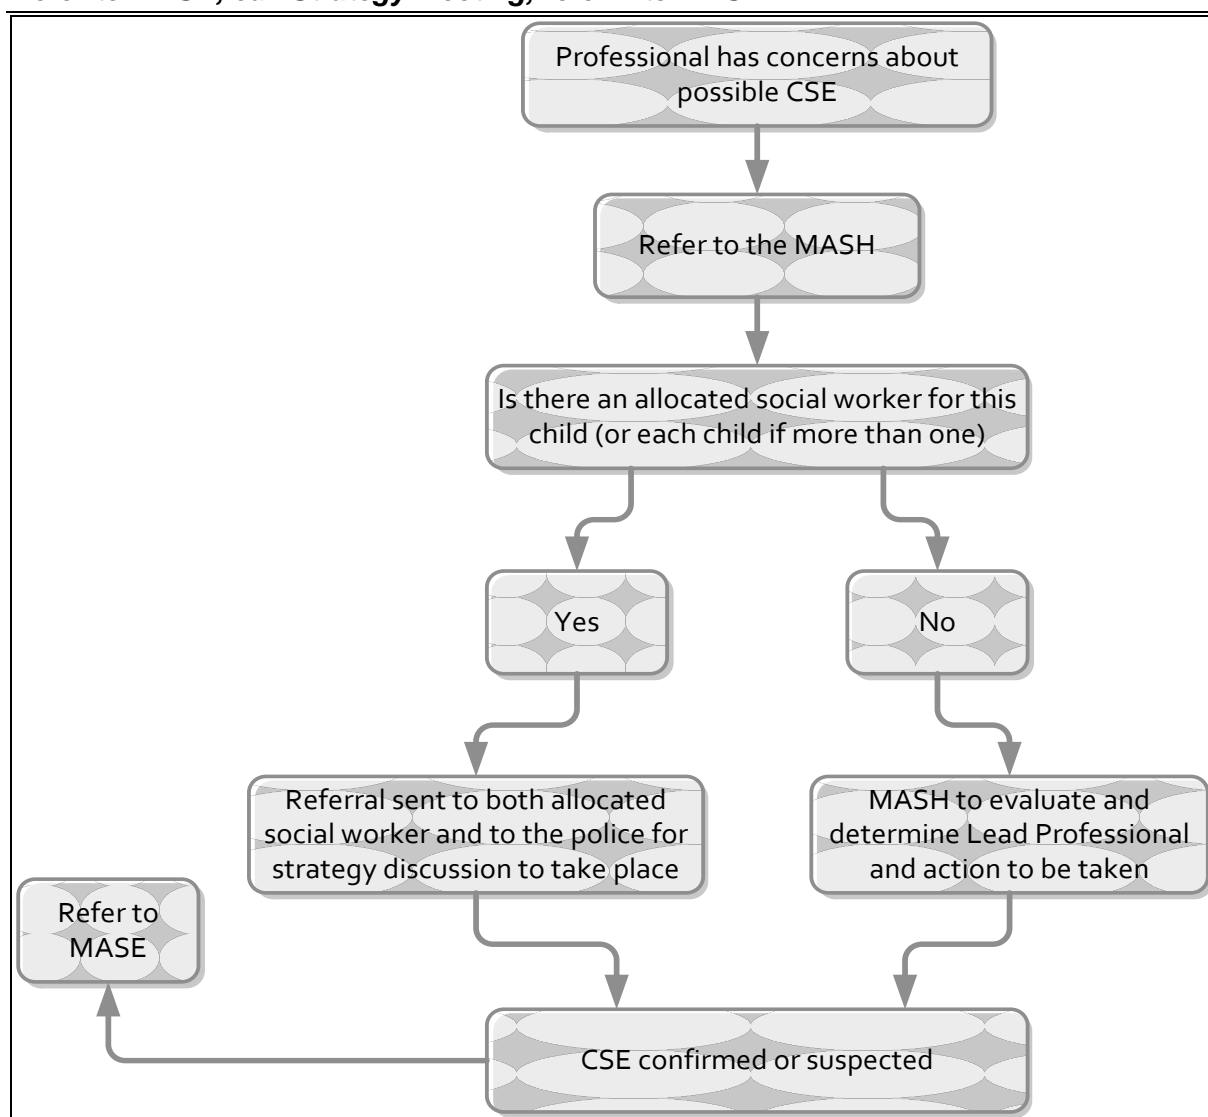 Professional has concerns about
possible CSE
Refer to the MASH
Is there an allocated social worker for this
child (or each child if more than one)
Yes
No
Referral sent to both allocated
social worker and to the police for
strategy discussion to take place
MASH to evaluate and
determine Lead Professional
and action to be taken
Refer to
MASE
CSE confirmed or suspected